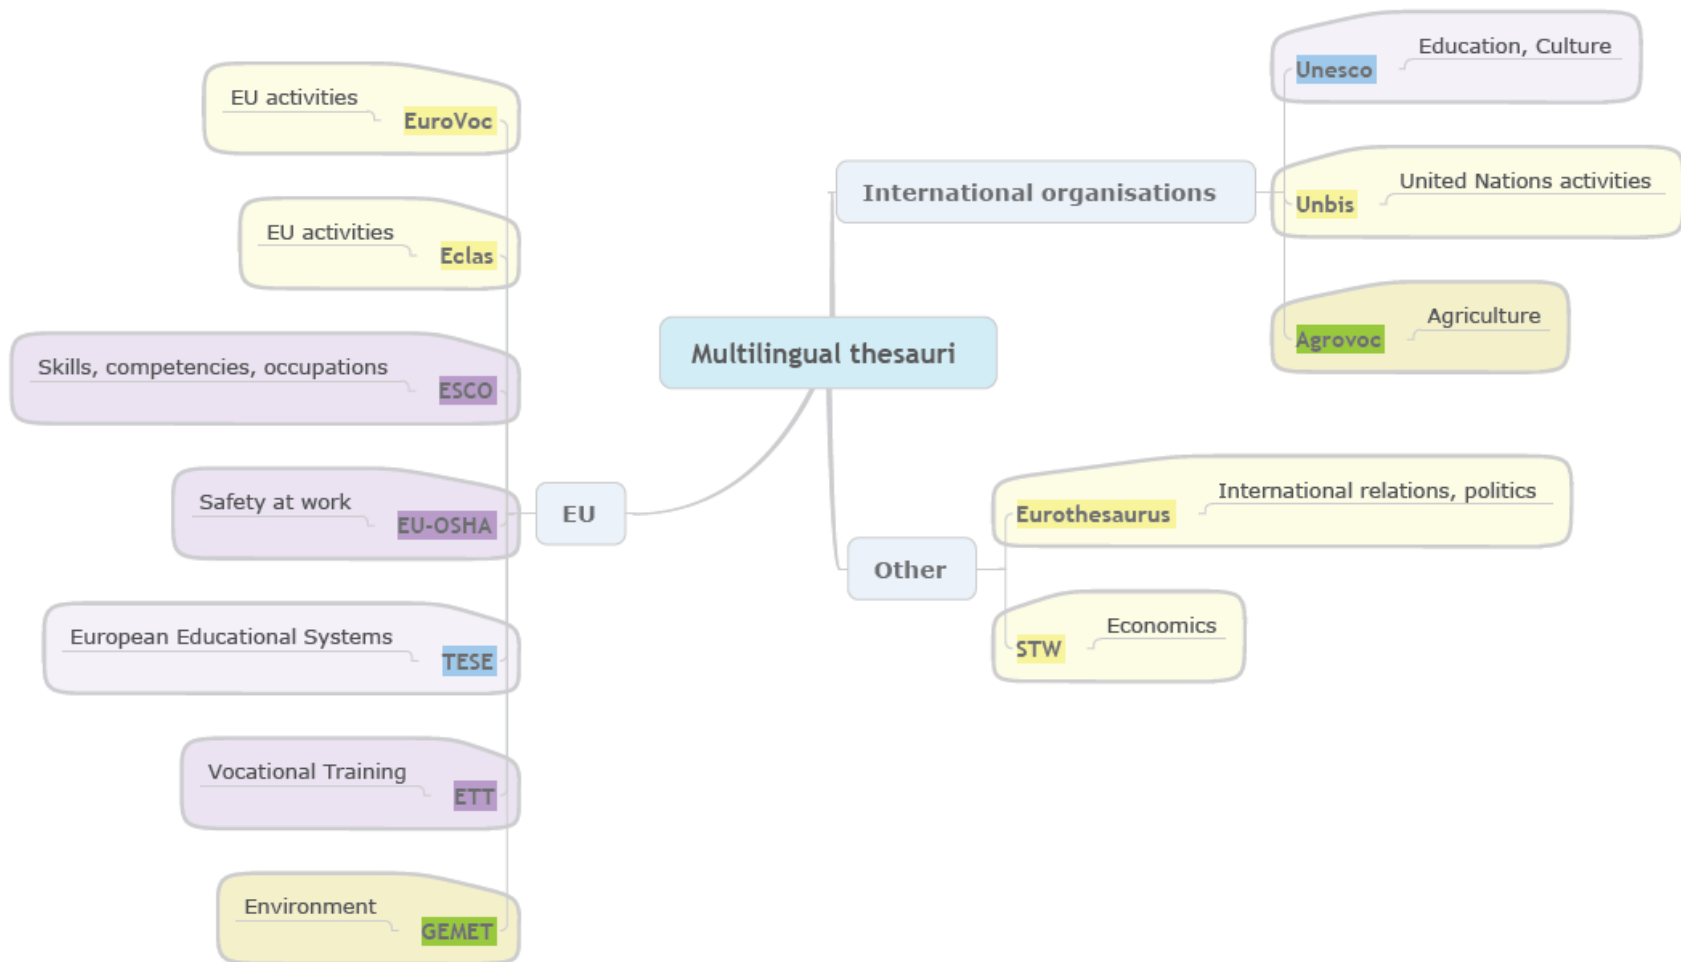 Multilingual thesauri
International organisations
Unesco
Education, Culture
Unbis
United Nations activities
Agrovoc
Agriculture
Other
Eurothesaurus
International relations, politics
STW
Economics
EU
EU activities
EuroVoc
EU activities
Eclas
Skills, competencies, occupations
ESCO
Safety at work
EU-OSHA
European Educational Systems
TESE
Vocational Training
ETT
Environment
GEMET